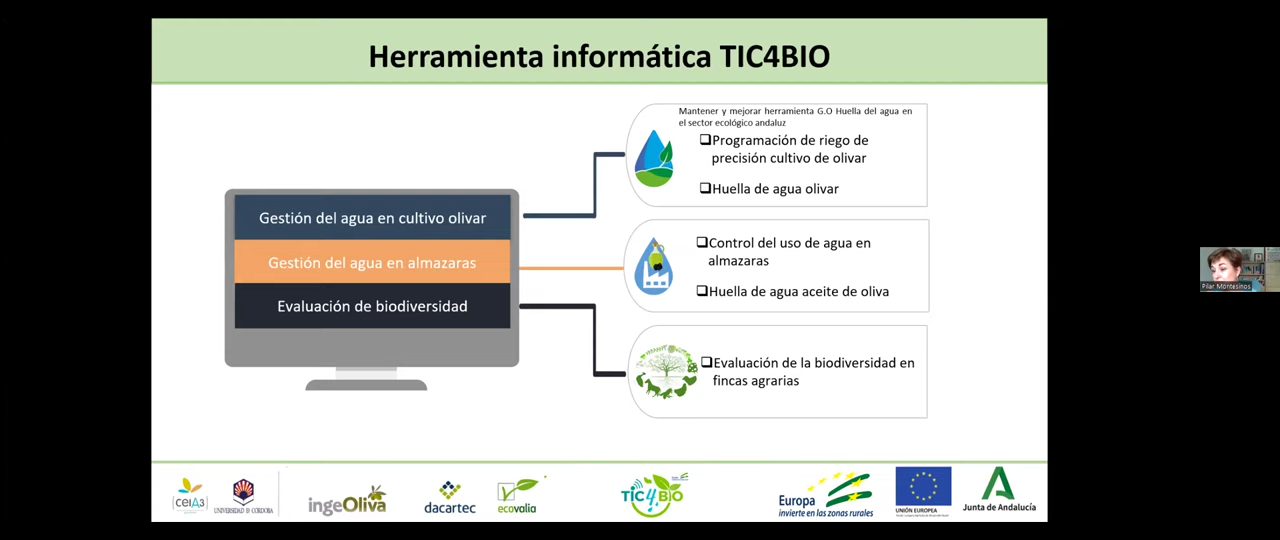 Herramienta informática TIC4BIO
Mantener y mejorar herramienta G.O Huella del agua en
el sector ecológico andaluz
Programación de riego de
precisión cultivo de olivar
Huella de agua olivar
Gestión del agua en cultivo olivar
Gestión del agua en almazaras
Evaluación de biodiversidad
Control del uso de agua en
almazaras
Huella de agua aceite de oliva
Evaluación de la biodiversidad en
fincas agrarias
Pilar Montesinos
ceiA3
UNIVERSIDAD DE CÓRDOBA
ingeOliva
dacartec
ecovalia
TIC4BIO
Europa
invierte en las zonas rurales
UNIÓN EUROPEA
Junta de Andalucía